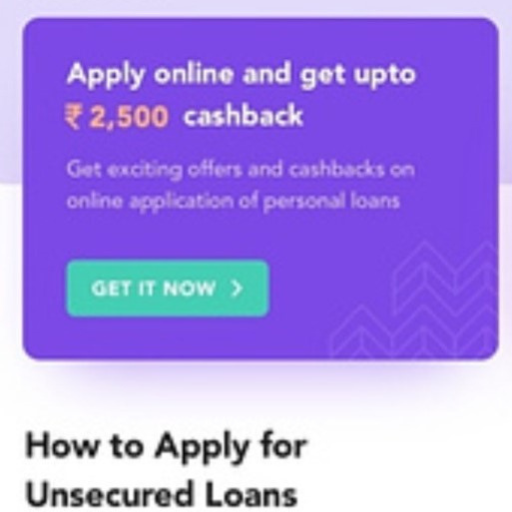 Apply online and get upto
₹ 2,500 cashback
Get exciting offers and cashbacks on
online application of personal loans
GET IT NOW >
How to Apply for
Unsecured Loans